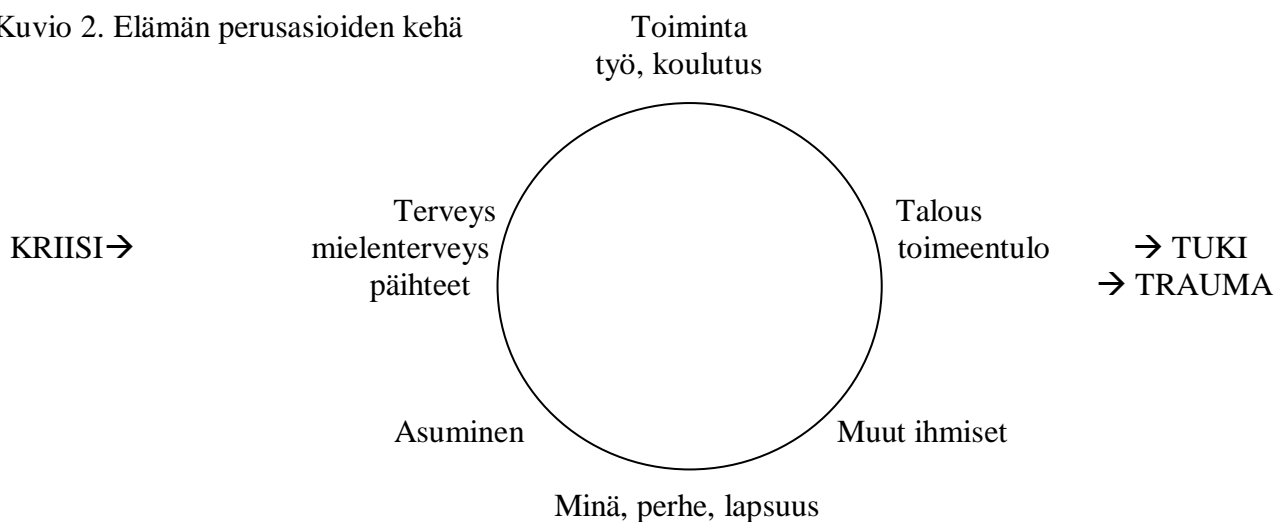 Kuvio 2. Elämän perusasioiden kehä
Toiminta
työ, koulutus
Terveys
mielenterveys
päihteet
Talous
toimeentulo
KRIISI→
→ TUKI
→ TRAUMA
Asuminen
Muut ihmiset
Minä, perhe, lapsuus